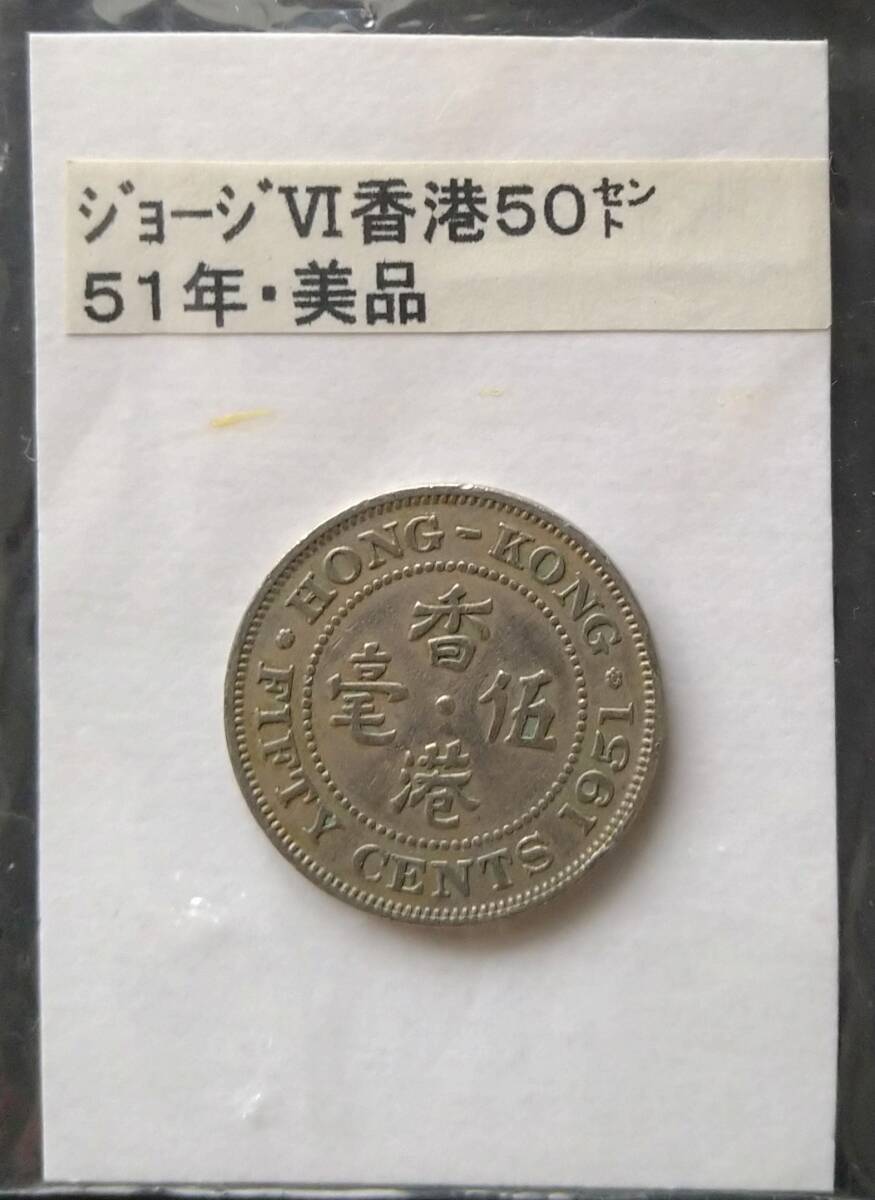 ジョージⅥ香港50セント
51年・美品
HONG-KONG
香港
伍毫
FIFTY CENTS 1951